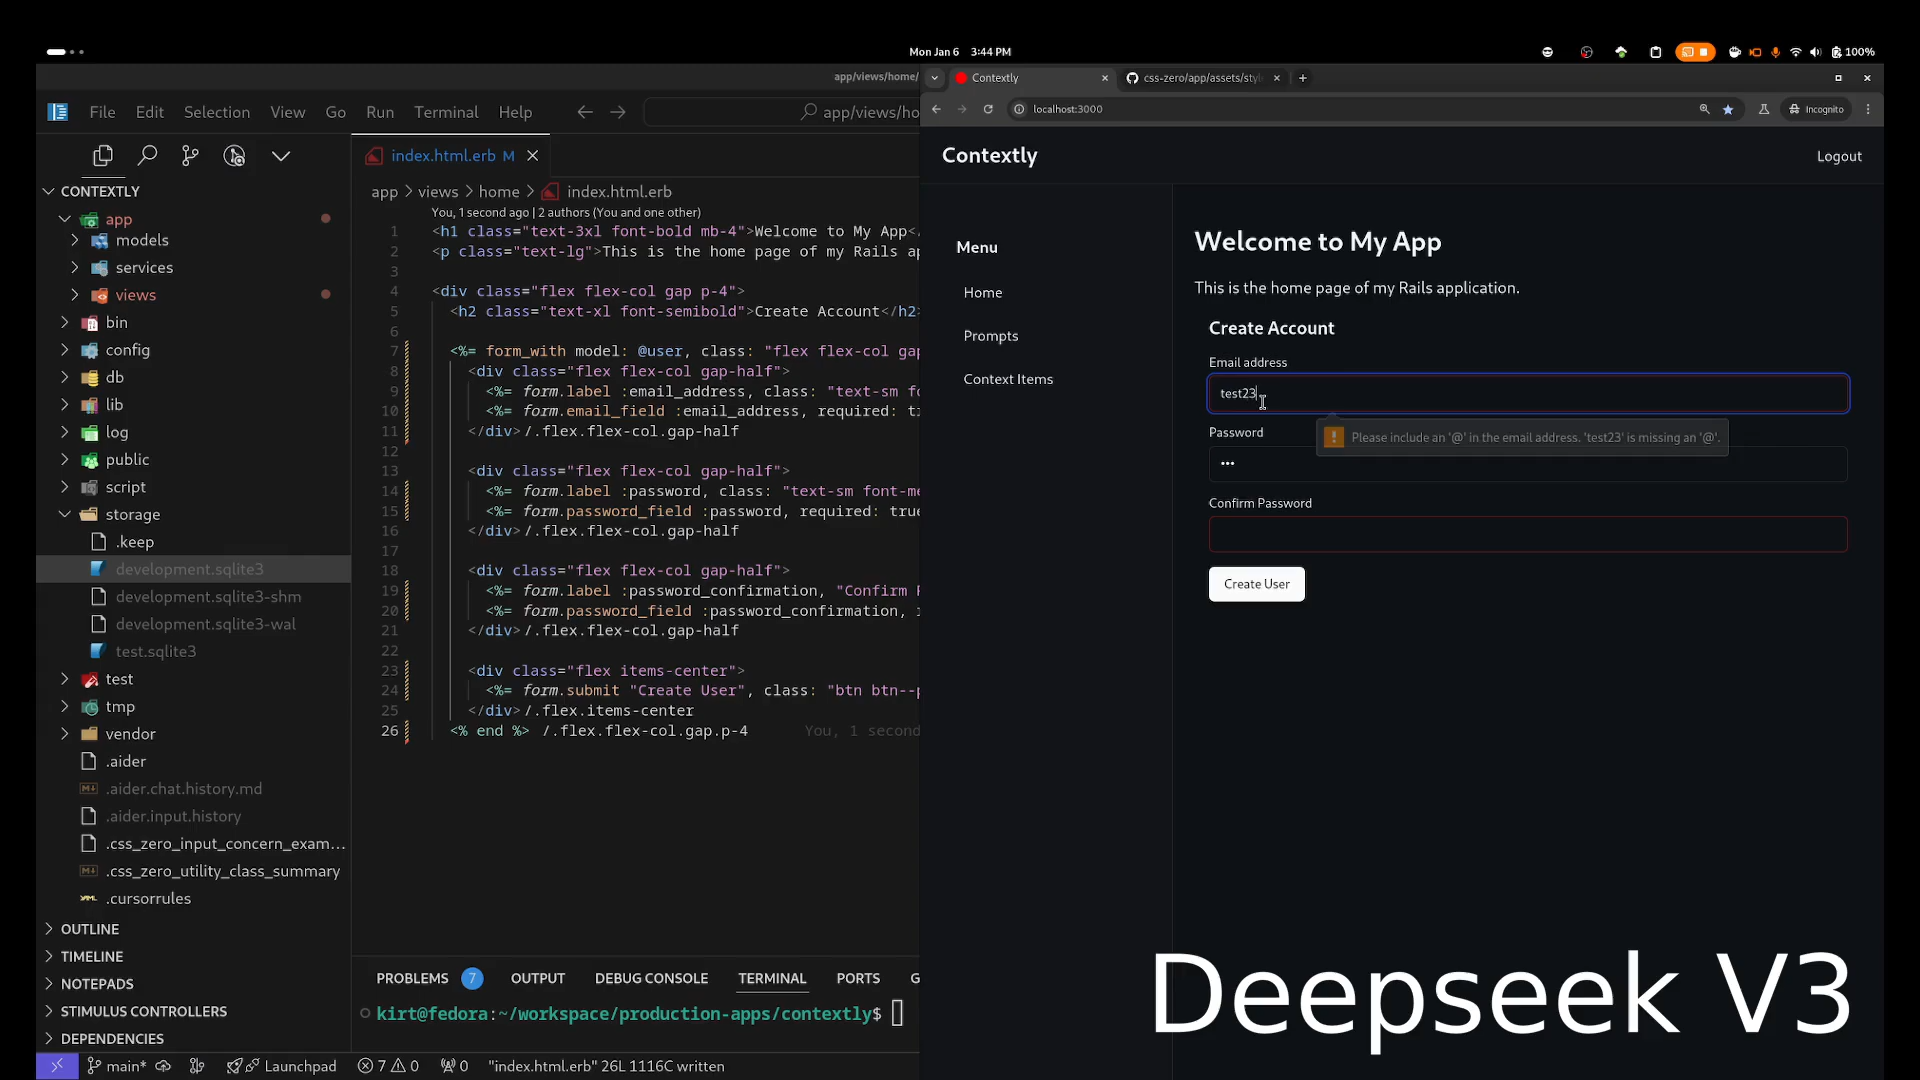 Mon Jan 6 3:44 PM
100%
app/views/home/
File Edit Selection View Go Run Terminal Help
app/views/ho
index.html.erb M
app > views > home > index.html.erb
You, 1 second ago | 2 authors (You and one other)
CONTEXTLY
app
models
services
views
bin
config
db
lib
log
public
script
storage
.keep
development.sqlite3
development.sqlite3-shm
development.sqlite3-wal
test.sqlite3
test
tmp
vendor
.aider
.aider.chat.history.md
.aider.input.history
.css_zero_input_concern_exam...
.css_zero_utility_class_summary
.cursorrules
OUTLINE
TIMELINE
NOTEPADS
STIMULUS CONTROLLERS
DEPENDENCIES
1 <h1 class="text-3xl font-bold mb-4">Welcome to My App</
2 <p class="text-lg">This is the home page of my Rails ap
3
4 <div class="flex flex-col gap p-4">
5 <h2 class="text-xl font-semibold">Create Account</h2>
6
7 <%= form_with model: @user, class: "flex flex-col gap
8 <div class="flex flex-col gap-half">
9 <%= form.label :email_address, class: "text-sm fo
10 <%= form.email_field :email_address, required: tr
11 </div>/.flex.flex-col.gap-half
12
13 <div class="flex flex-col gap-half">
14 <%= form.label :password, class: "text-sm font-me
15 <%= form.password_field :password, required: true
16 </div>/.flex.flex-col.gap-half
17
18 <div class="flex flex-col gap-half">
19 <%= form.label :password_confirmation, "Confirm P
20 <%= form.password_field :password_confirmation, r
21 </div>/.flex.flex-col.gap-half
22
23 <div class="flex items-center">
24 <%= form.submit "Create User", class: "btn btn--p
25 </div>/.flex.items-center
26 <% end %> /.flex.flex-col.gap.p-4 You, 1 second
PROBLEMS 7 OUTPUT DEBUG CONSOLE TERMINAL PORTS G
kirt@fedora:~/workspace/production-apps/contextly$
main* Launchpad 7 0 0 "index.html.erb" 26L 1116C written
Contextly
css-zero/app/assets/styl
localhost:3000
Incognito
Contextly
Logout
Menu
Home
Prompts
Context Items
Welcome to My App
This is the home page of my Rails application.
Create Account
Email address
test23
Please include an '@' in the email address. 'test23' is missing an '@'.
Password
•••
Confirm Password
Create User
Deepseek V3